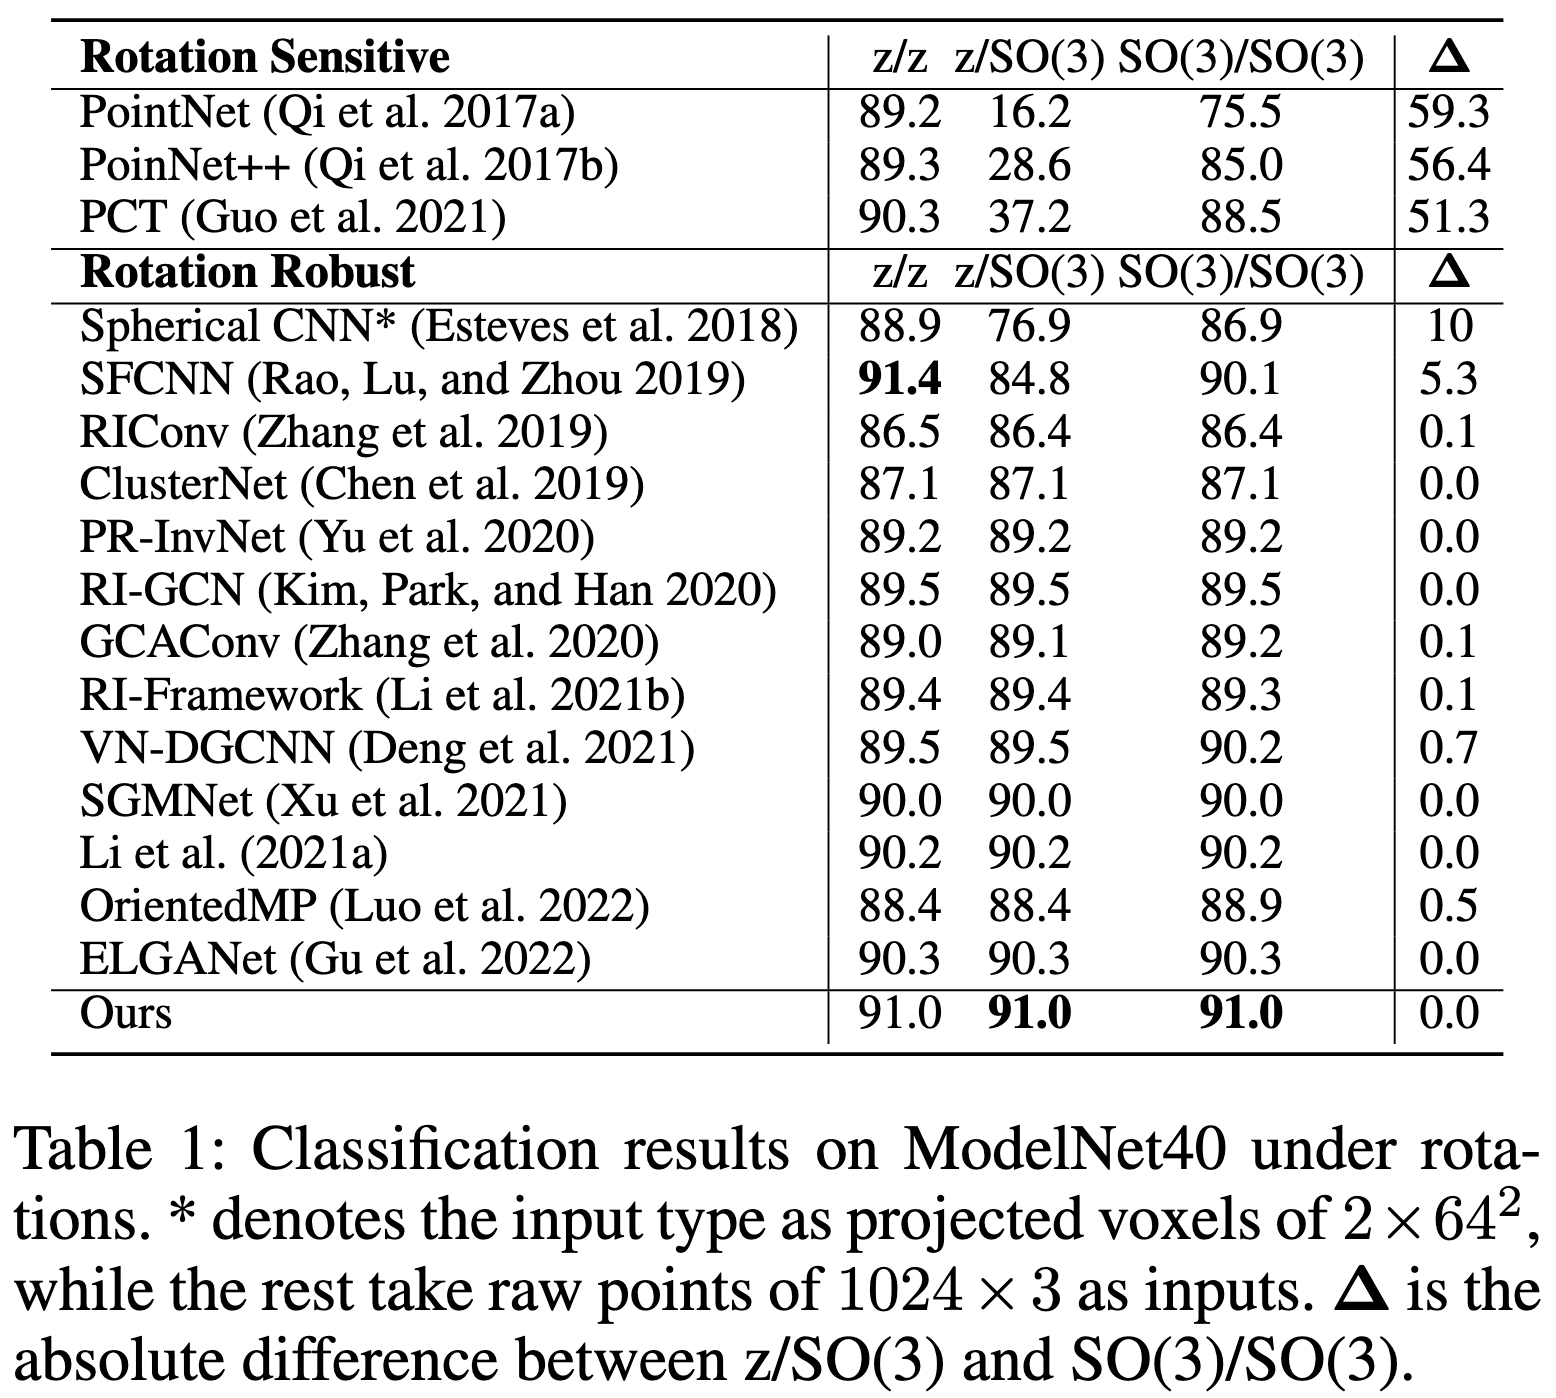 Rotation Sensitive z/z z/SO(3) SO(3)/SO(3) Δ
PointNet (Qi et al. 2017a) 89.2 16.2 75.5 59.3
PoinNet++ (Qi et al. 2017b) 89.3 28.6 85.0 56.4
PCT (Guo et al. 2021) 90.3 37.2 88.5 51.3
Rotation Robust z/z z/SO(3) SO(3)/SO(3) Δ
Spherical CNN* (Esteves et al. 2018) 88.9 76.9 86.9 10
SFCNN (Rao, Lu, and Zhou 2019) 91.4 84.8 90.1 5.3
RIConv (Zhang et al. 2019) 86.5 86.4 86.4 0.1
ClusterNet (Chen et al. 2019) 87.1 87.1 87.1 0.0
PR-InvNet (Yu et al. 2020) 89.2 89.2 89.2 0.0
RI-GCN (Kim, Park, and Han 2020) 89.5 89.5 89.5 0.0
GCAConv (Zhang et al. 2020) 89.0 89.1 89.2 0.1
RI-Framework (Li et al. 2021b) 89.4 89.4 89.3 0.1
VN-DGCNN (Deng et al. 2021) 89.5 89.5 90.2 0.7
SGMNet (Xu et al. 2021) 90.0 90.0 90.0 0.0
Li et al. (2021a) 90.2 90.2 90.2 0.0
OrientedMP (Luo et al. 2022) 88.4 88.4 88.9 0.5
ELGANet (Gu et al. 2022) 90.3 90.3 90.3 0.0
Ours 91.0 91.0 91.0 0.0
Table 1: Classification results on ModelNet40 under rota-
tions. * denotes the input type as projected voxels of 2 × 64²,
while the rest take raw points of 1024 × 3 as inputs. Δ is the
absolute difference between z/SO(3) and SO(3)/SO(3).